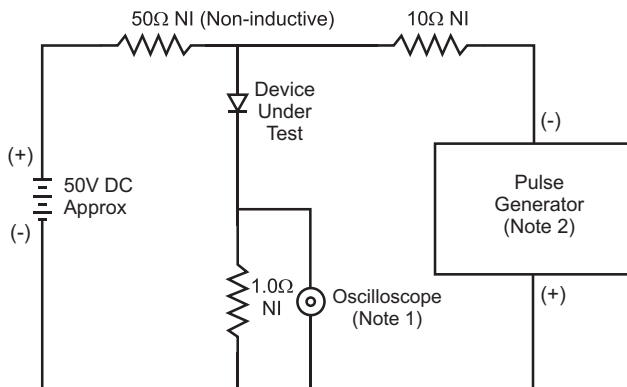 50Ω NI (Non-inductive)
10Ω NI
Device
Under
Test
(+)
50V DC
Approx
(-)
1.0Ω
NI
Oscilloscope
(Note 1)
(-)
Pulse
Generator
(Note 2)
(+)